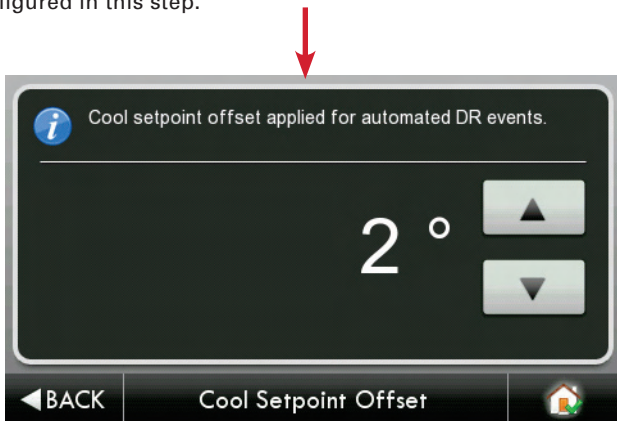 figured in this step.
Cool setpoint offset applied for automated DR events.
2 °
BACK
Cool Setpoint Offset